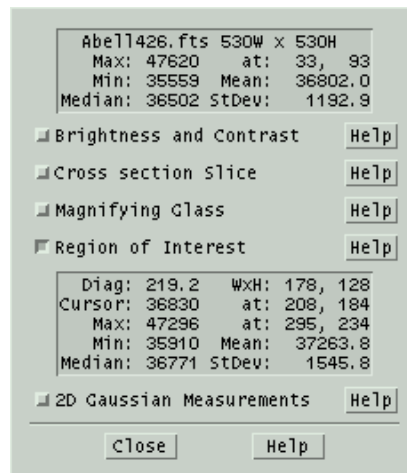 Abell426.fts 530W x 530H
Max: 47620 at: 33, 93
Min: 35559 Mean: 36802.0
Median: 36502 StDev: 1192.9
Brightness and Contrast Help
Cross section Slice Help
Magnifying Glass Help
Region of Interest Help
Diag: 219.2 WxH: 178, 128
Cursor: 36830 at: 208, 184
Max: 47296 at: 295, 234
Min: 35910 Mean: 37263.8
Median: 36771 StDev: 1545.8
2D Gaussian Measurements Help
Close Help